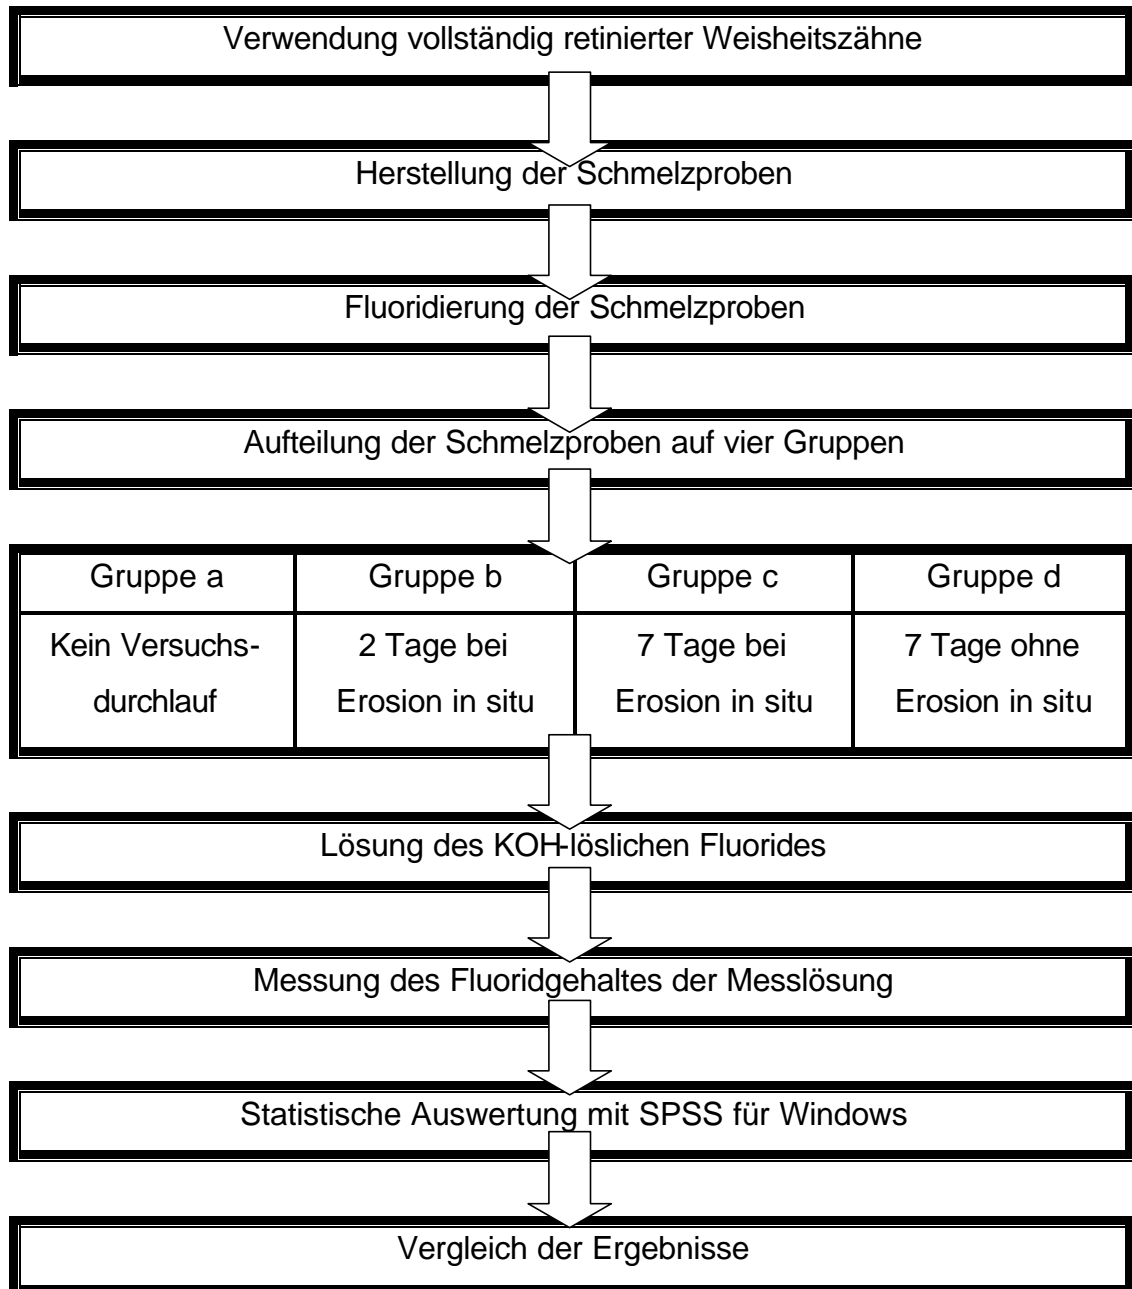 Verwendung vollständig retinierter Weisheitszähne
Herstellung der Schmelzproben
Fluoridierung der Schmelzproben
Aufteilung der Schmelzproben auf vier Gruppen
Gruppe a
Gruppe b
Gruppe c
Gruppe d
Kein Versuchs-
durchlauf
2 Tage bei
Erosion in situ
7 Tage bei
Erosion in situ
7 Tage ohne
Erosion in situ
Lösung des KOH-löslichen Fluorides
Messung des Fluoridgehaltes der Messlösung
Statistische Auswertung mit SPSS für Windows
Vergleich der Ergebnisse